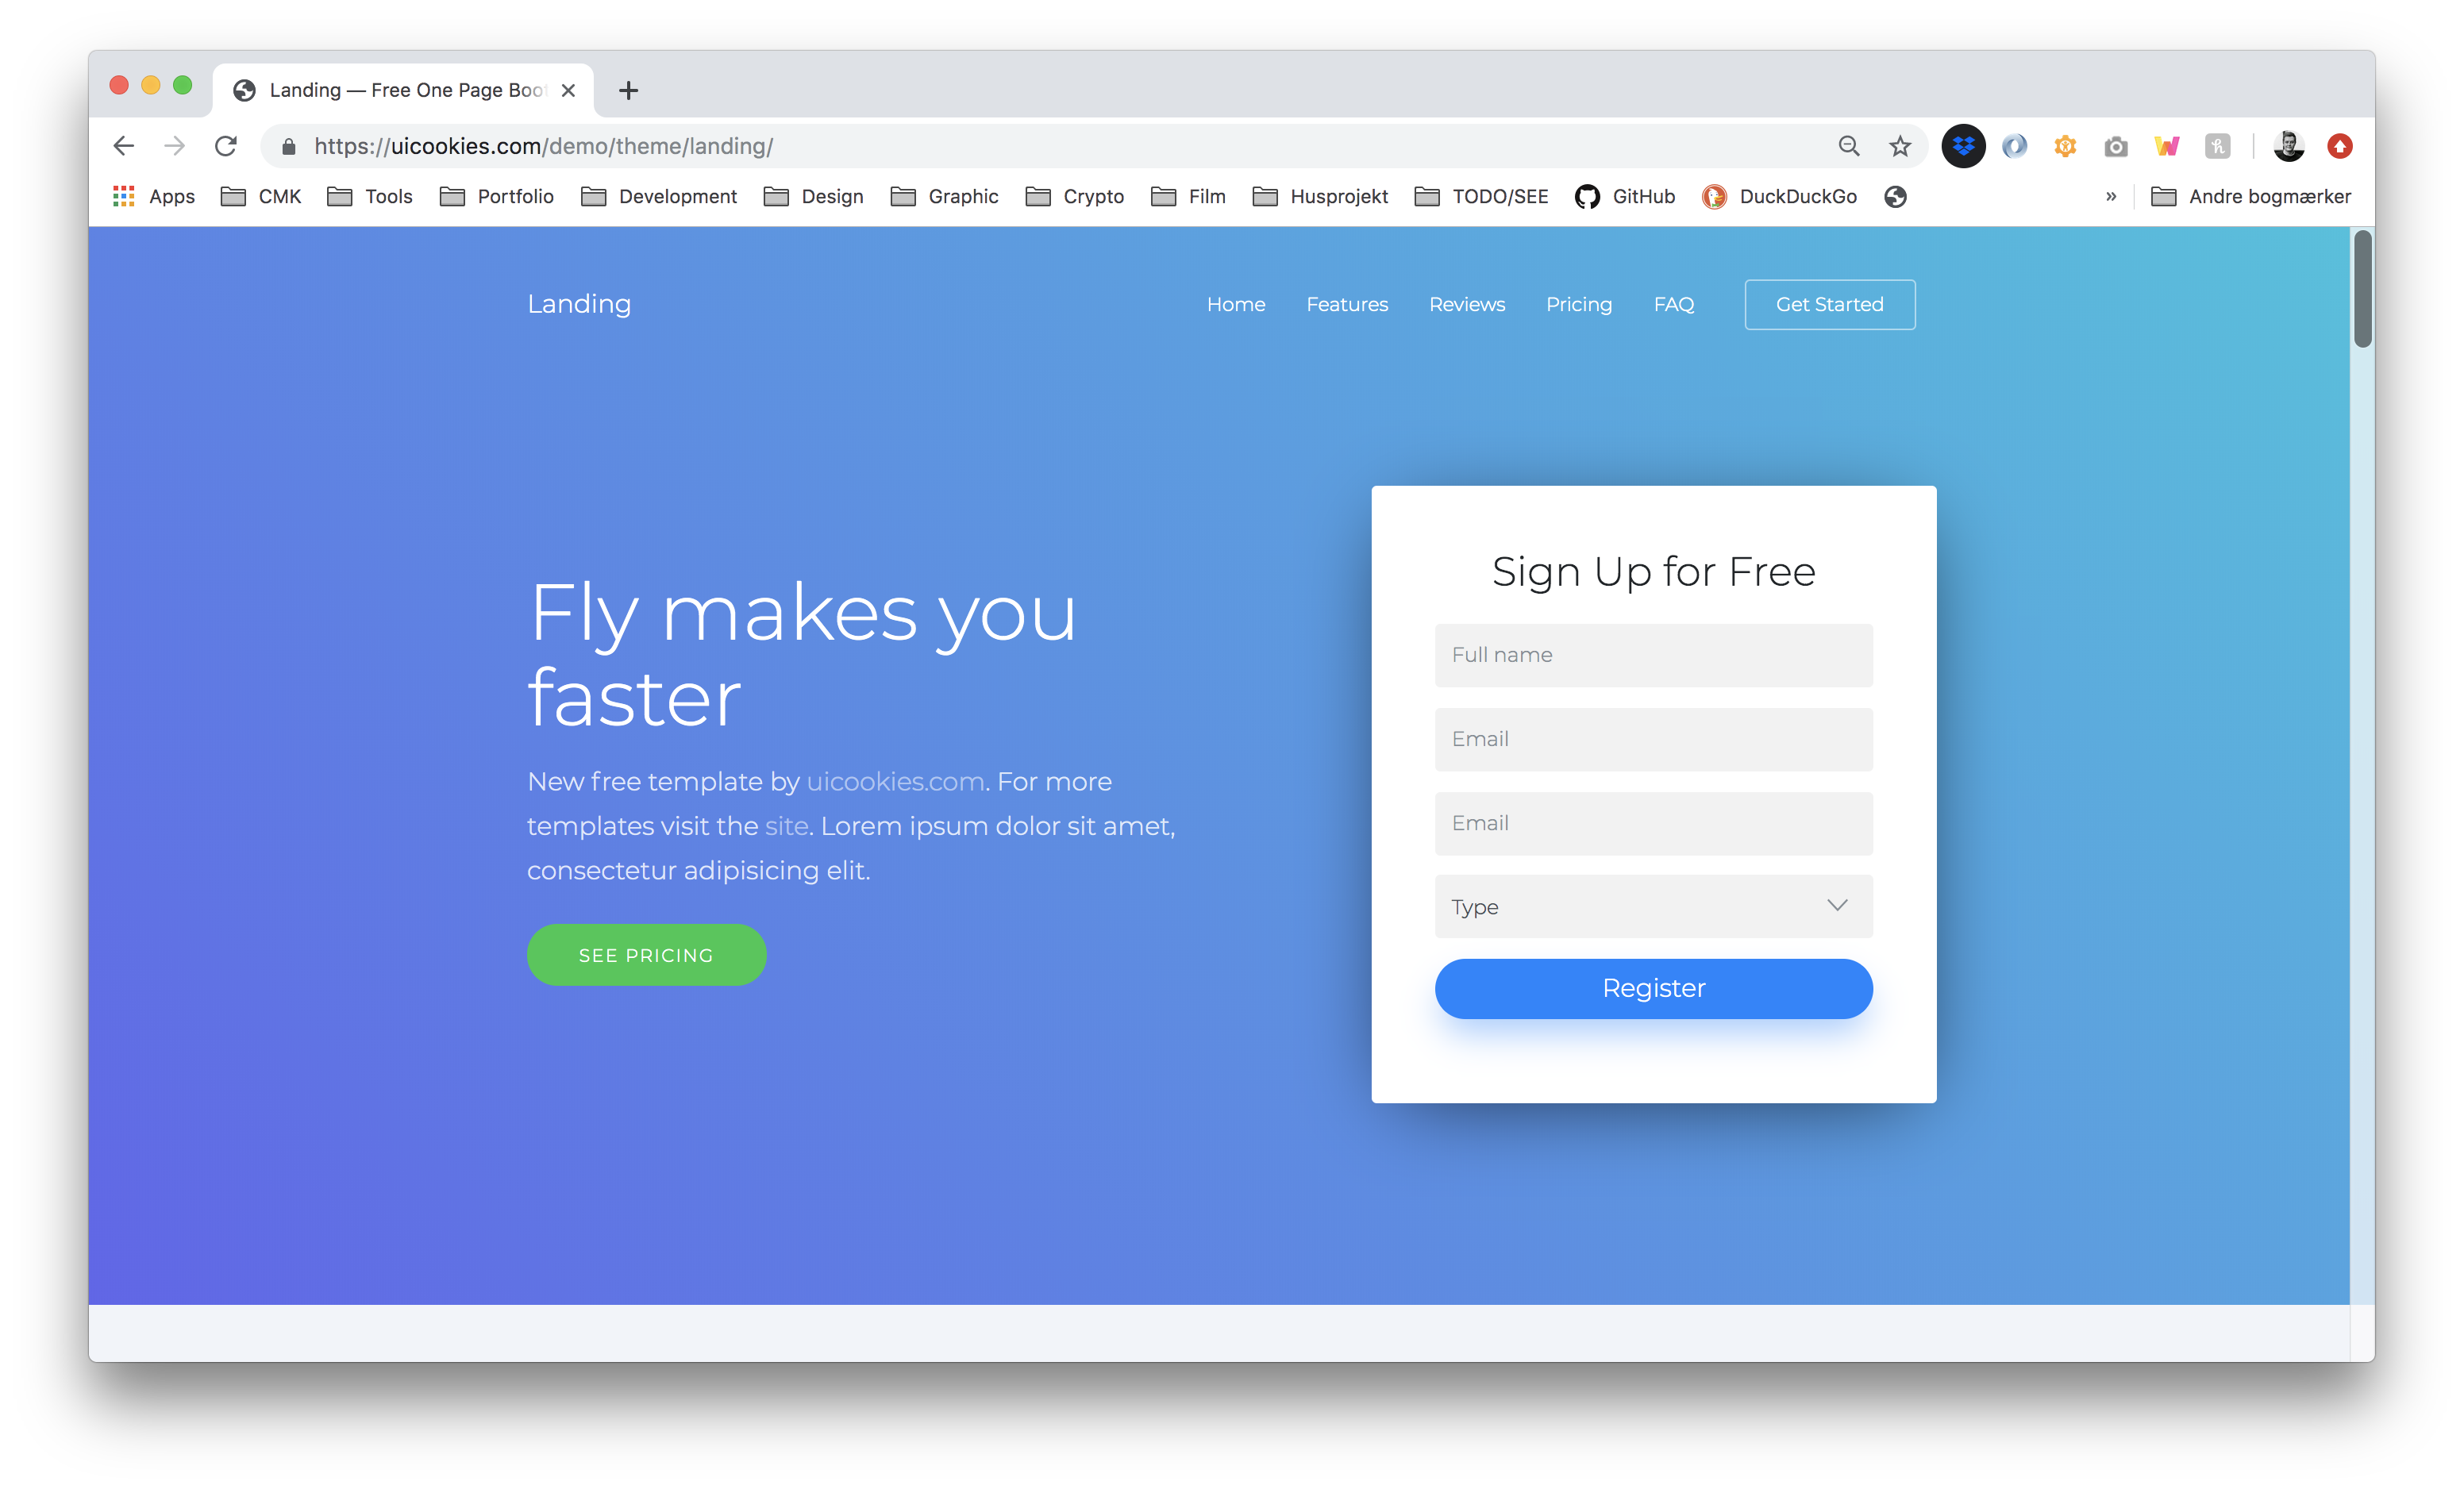 Landing — Free One Page Boot
https://uicookies.com/demo/theme/landing/
Apps CMK Tools Portfolio Development Design Graphic Crypto Film Husprojekt TODO/SEE GitHub DuckDuckGo » Andre bogmærker
Landing Home Features Reviews Pricing FAQ Get Started
Fly makes you
faster
New free template by uicookies.com. For more
templates visit the site. Lorem ipsum dolor sit amet,
consectetur adipisicing elit.
SEE PRICING
Sign Up for Free
Full name
Email
Email
Type
Register